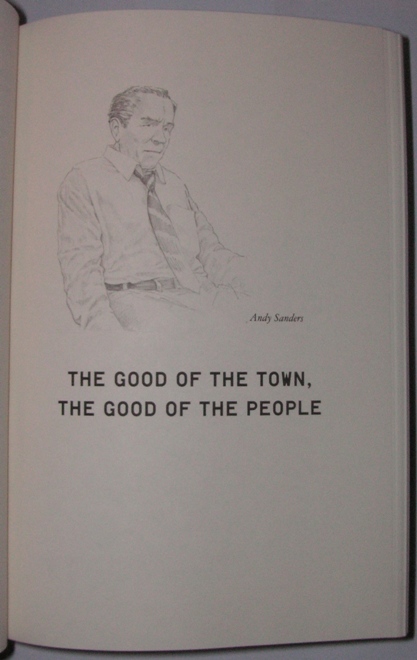 Andy Sanders
THE GOOD OF THE TOWN,
THE GOOD OF THE PEOPLE